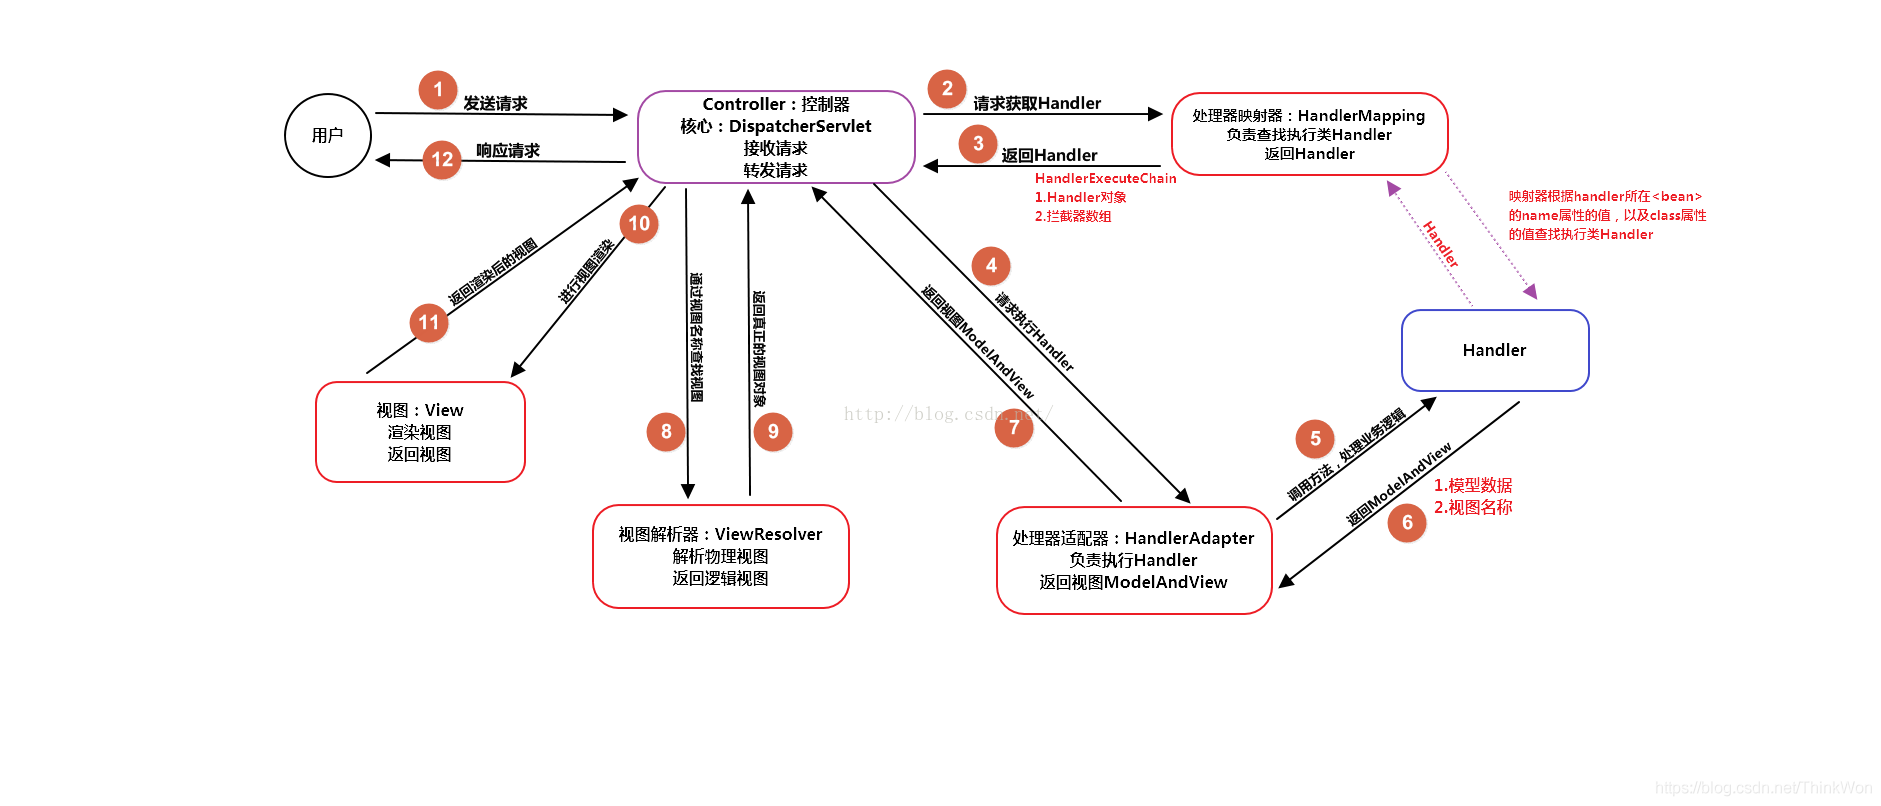 用户
1
发送请求
12
响应请求
Controller：控制器
核心：DispatcherServlet
接收请求
转发请求
2
请求获取Handler
3
返回Handler
HandlerExecuteChain
1.Handler对象
2.拦截器数组
处理器映射器：HandlerMapping
负责查找执行类Handler
返回Handler
映射器根据handler所在<bean>
的name属性的值，以及class属性
的值查找执行类Handler
Handler
Handler
4
请求执行Handler
5
调用方法，处理业务逻辑
6
返回ModelAndView
1.模型数据
2.视图名称
处理器适配器：HandlerAdapter
负责执行Handler
返回视图ModelAndView
7
返回视图ModelAndView
8
通过视图名称查找视图
9
返回真正的视图对象
视图解析器：ViewResolver
解析物理视图
返回逻辑视图
10
进行视图渲染
11
返回渲染后的视图
视图：View
渲染视图
返回视图
http://blog.csdn.net/
https://blog.csdn.net/ThinkWon